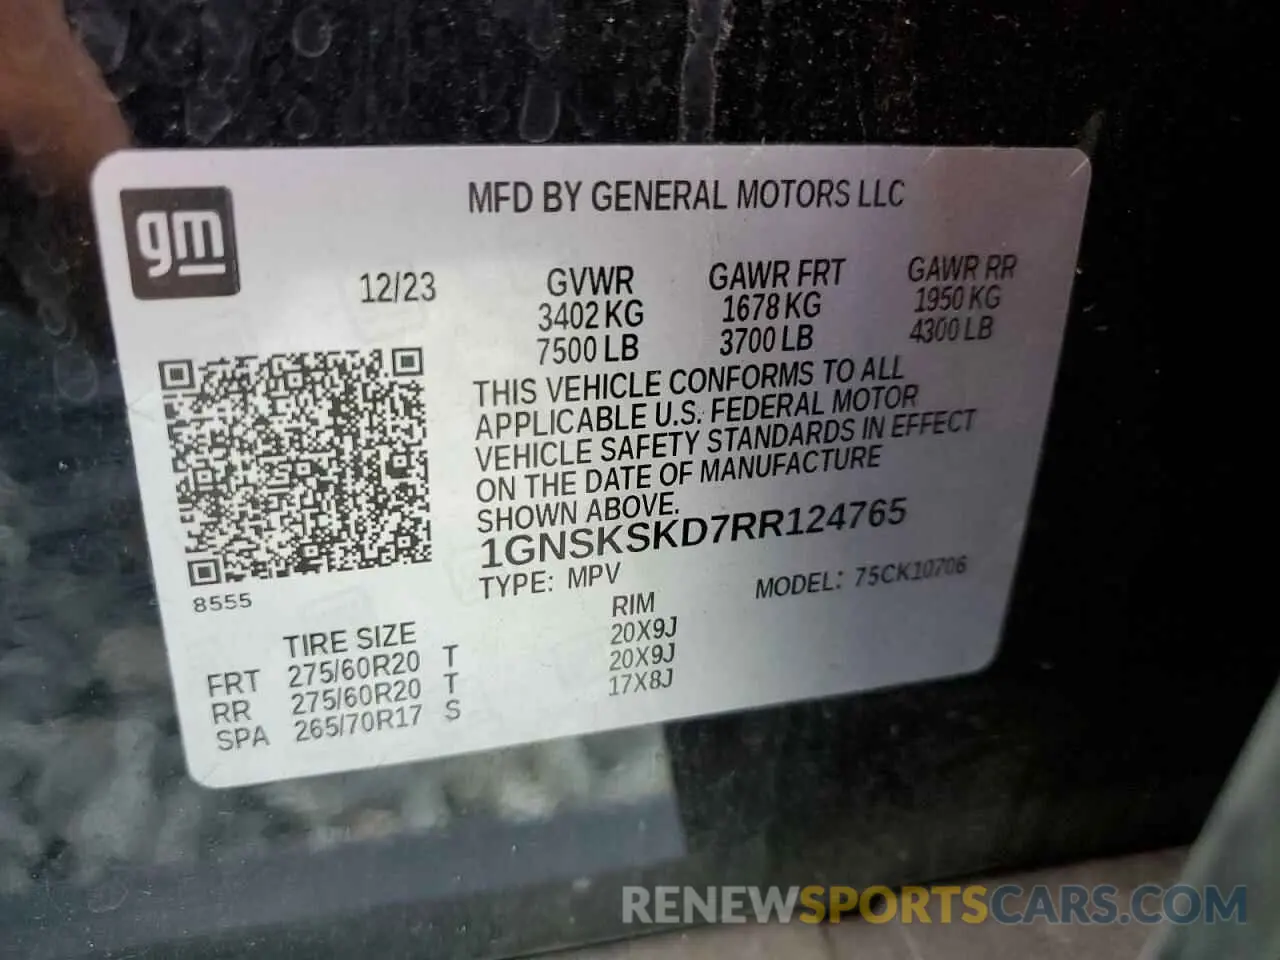 gm
MFD BY GENERAL MOTORS LLC
12/23
GVWR GAWR FRT GAWR RR
3402 KG 1678 KG 1950 KG
7500 LB 3700 LB 4300 LB
THIS VEHICLE CONFORMS TO ALL
APPLICABLE U.S. FEDERAL MOTOR
VEHICLE SAFETY STANDARDS IN EFFECT
ON THE DATE OF MANUFACTURE
SHOWN ABOVE.
1GNSKSKD7RR124765
TYPE: MPV MODEL: 75CK10706
8555
TIRE SIZE RIM
FRT 275/60R20 T 20X9J
RR 275/60R20 T 20X9J
SPA 265/70R17 S 17X8J
RENEWSPORTSCARS.COM